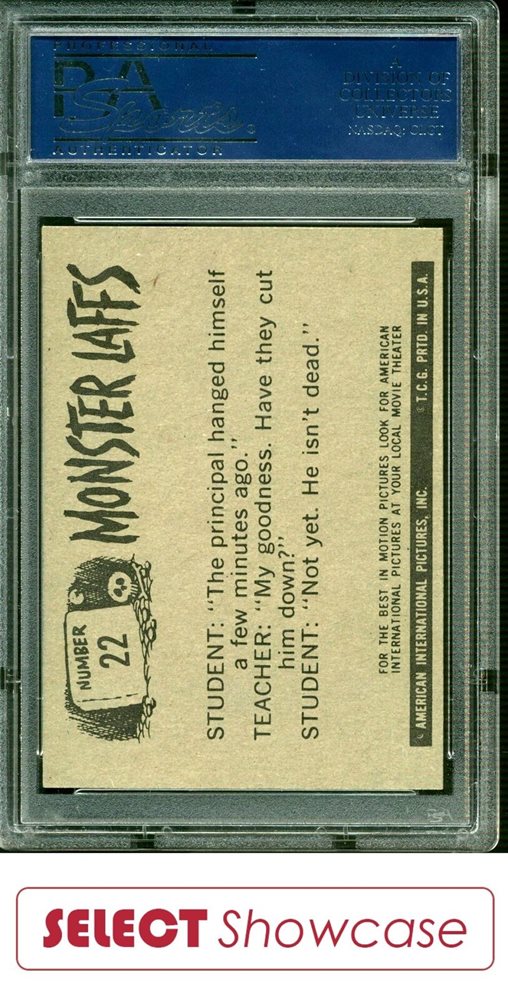 PROFESSIONAL
PSA
Sports
AUTHENTICATOR
A
DIVISION OF
COLLECTORS
UNIVERSE
NASDAQ: CLCT
NUMBER
22
MONSTER LAFFS
STUDENT: "The principal hanged himself
a few minutes ago."
TEACHER: "My goodness. Have they cut
him down?"
STUDENT: "Not yet. He isn't dead."
FOR THE BEST IN MOTION PICTURES LOOK FOR AMERICAN
INTERNATIONAL PICTURES AT YOUR LOCAL MOVIE THEATER
© AMERICAN INTERNATIONAL PICTURES, INC. © T.C.G. PRTD. IN U.S.A.
SELECT Showcase